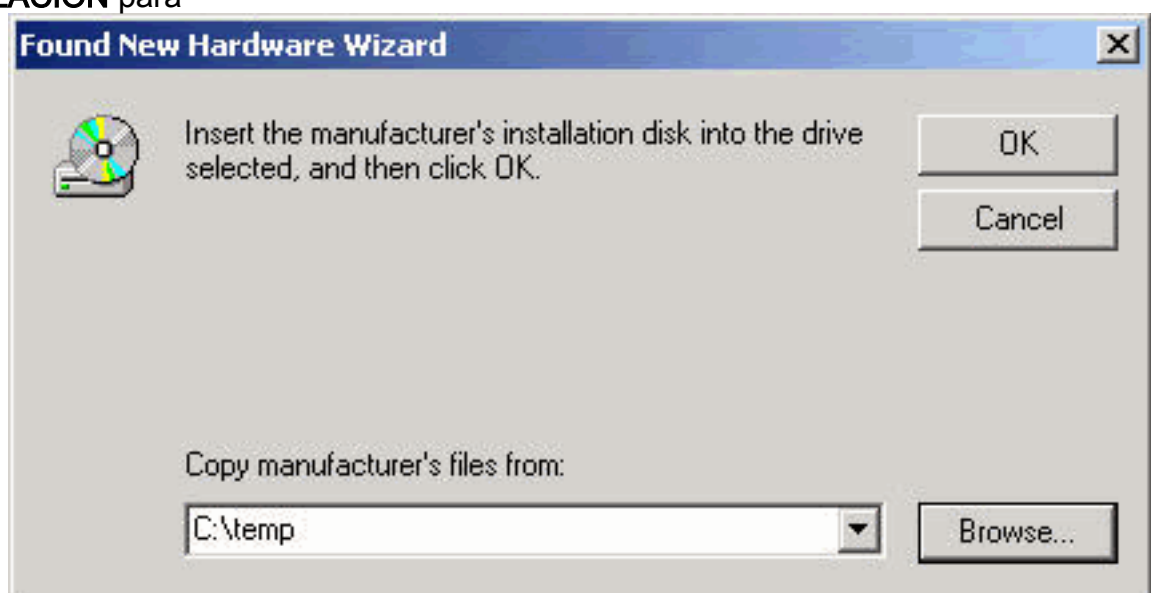 para
Found New Hardware Wizard
Insert the manufacturer's installation disk into the drive
selected, and then click OK.
OK
Cancel
Copy manufacturer's files from:
C:\temp
Browse...